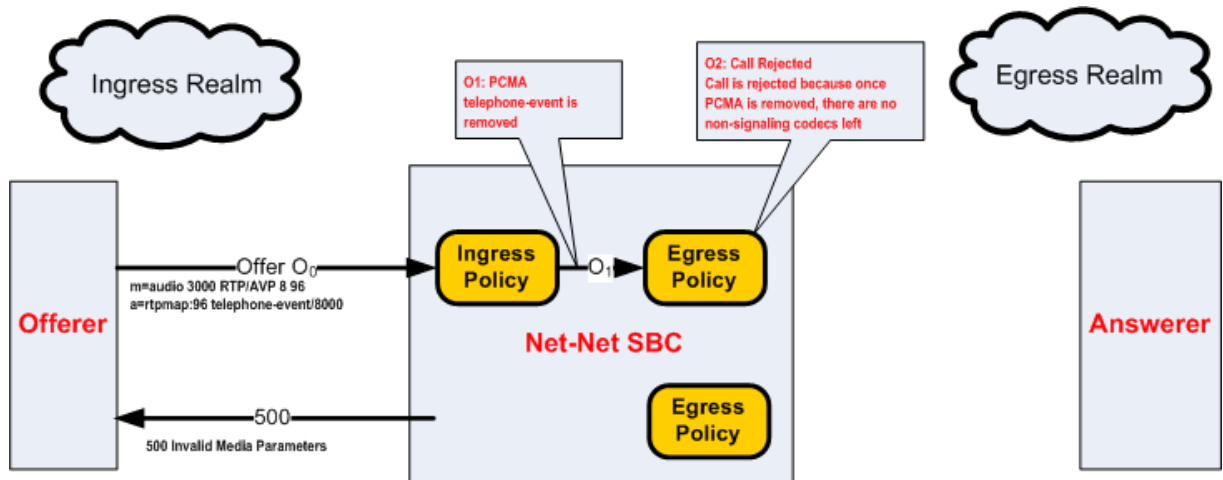 Ingress Realm
O1: PCMA
telephone-event is
removed
O2: Call Rejected
Call is rejected because once
PCMA is removed, there are no
non-signaling codecs left
Egress Realm
Offerer
Offer O0
m=audio 3000 RTP/AVP 8 96
a=rtpmap:96 telephone-event/8000
Ingress
Policy
O1
Egress
Policy
Net-Net SBC
Answerer
500
500 Invalid Media Parameters
Egress
Policy